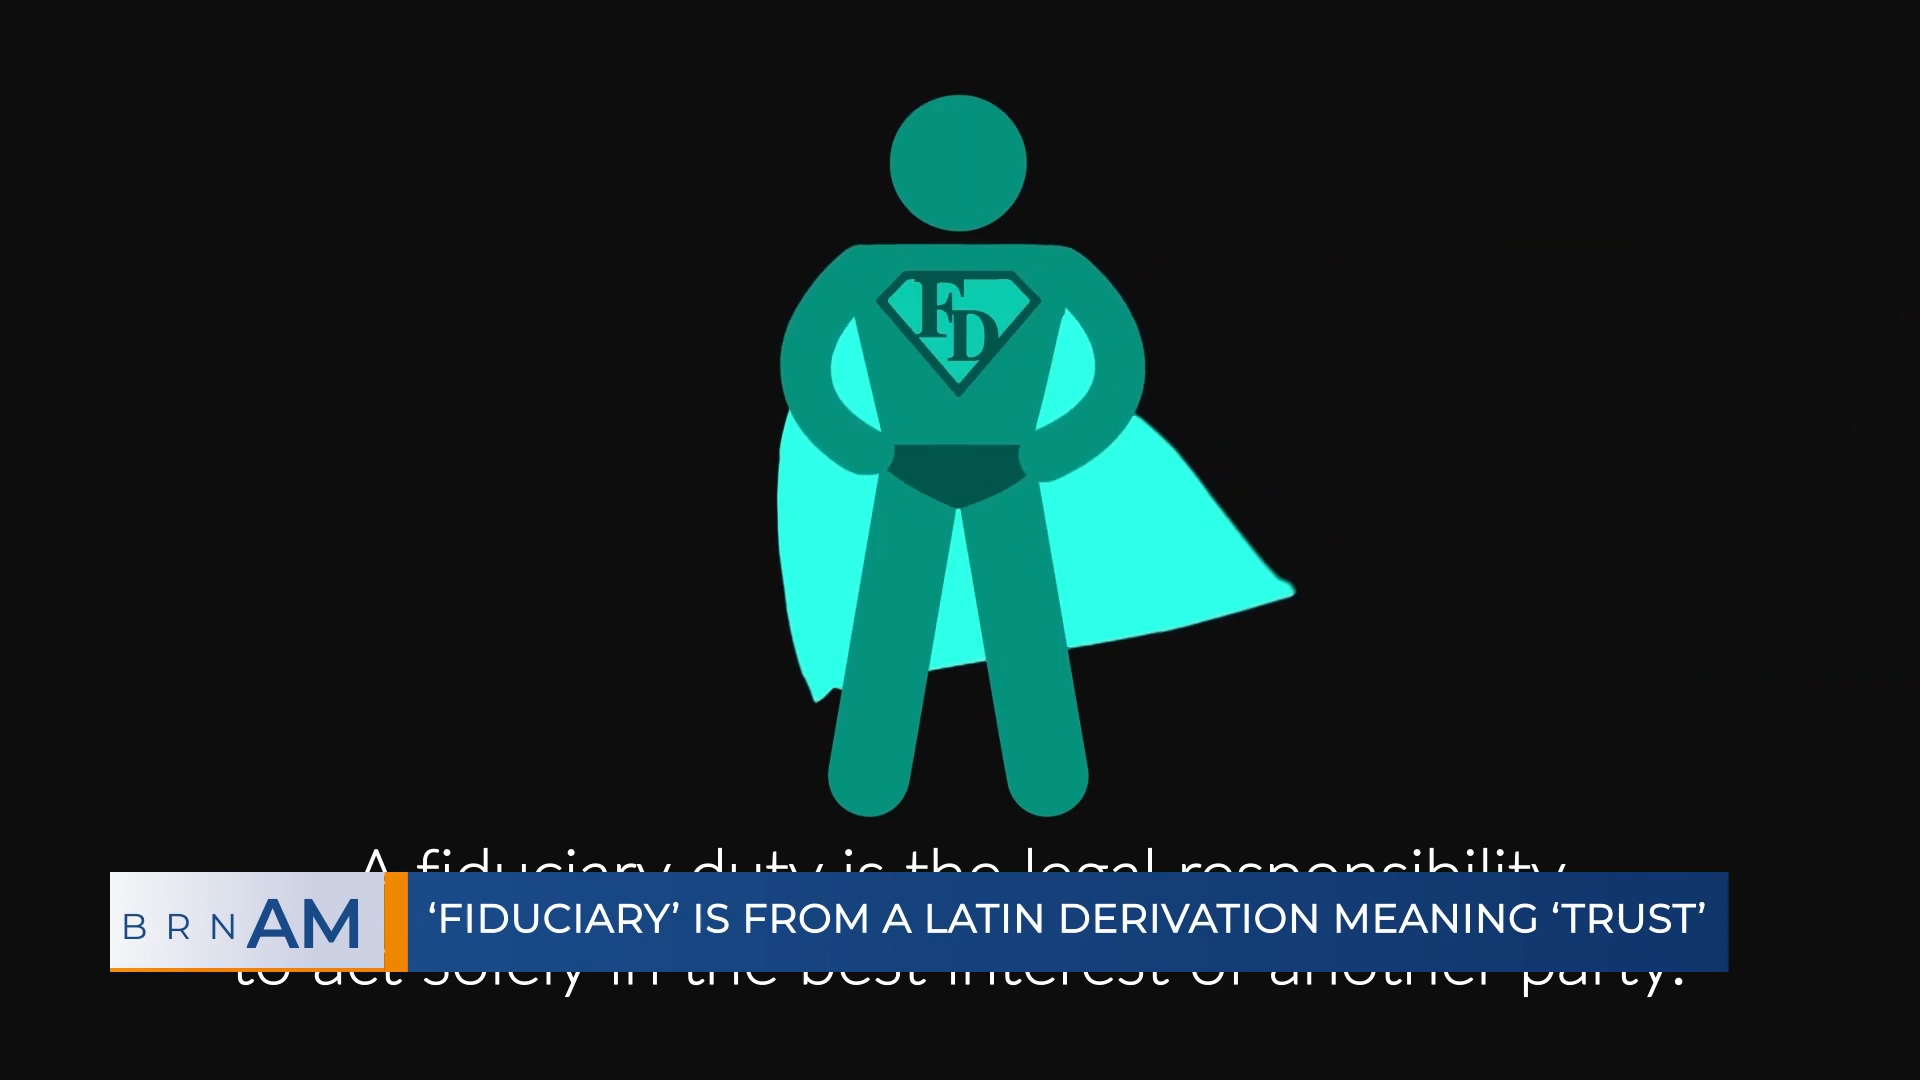 FD
A fiduciary duty is the legal responsibility
BRN AM
‘FIDUCIARY’ IS FROM A LATIN DERIVATION MEANING ‘TRUST’
to act solely in the best interest of another party.